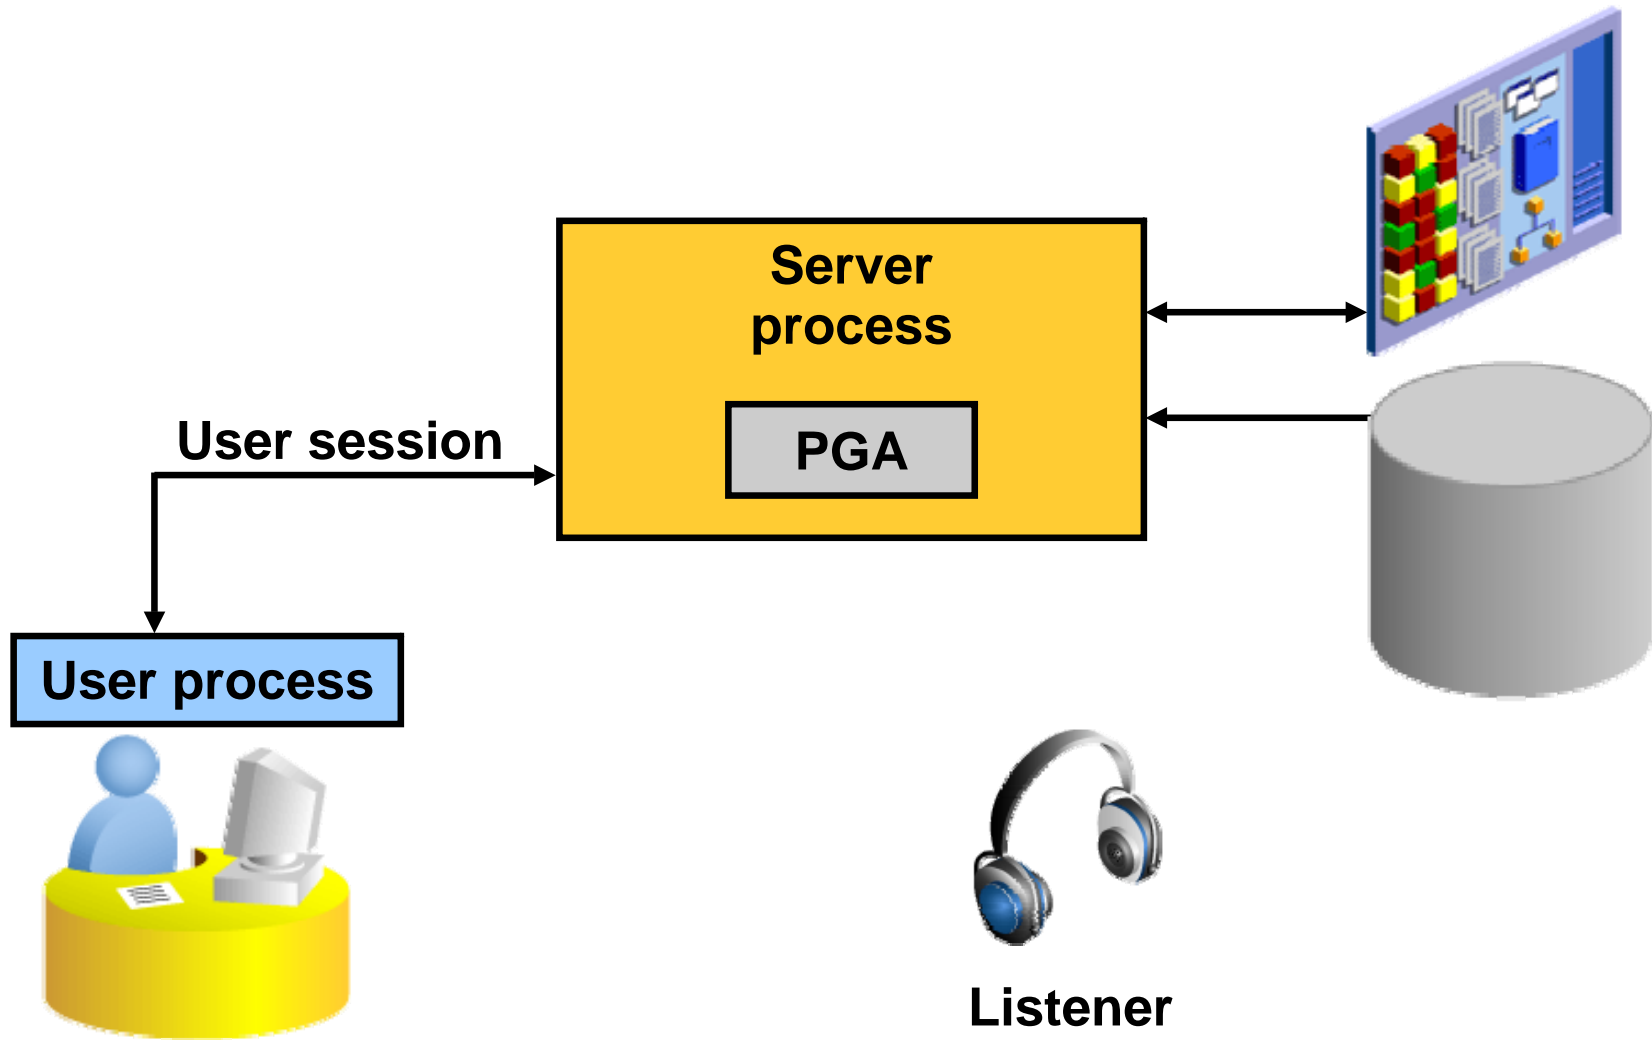 Server
process
PGA
User session
User process
Listener